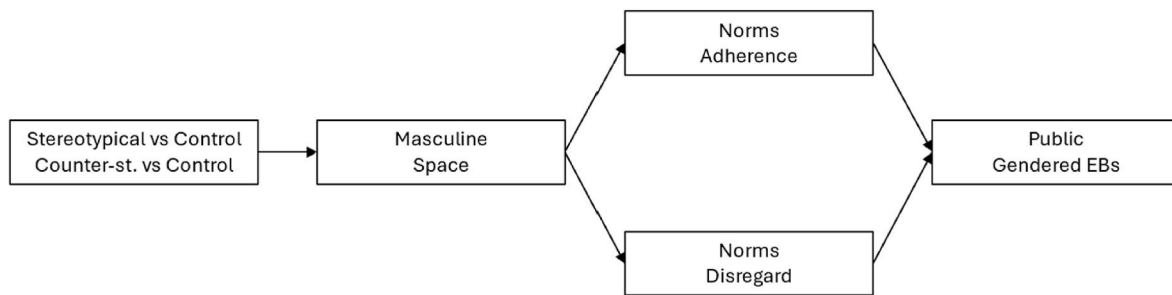 Norms
Adherence
Stereotypical vs Control
Counter-st. vs Control
Masculine
Space
Public
Gendered EBs
Norms
Disregard